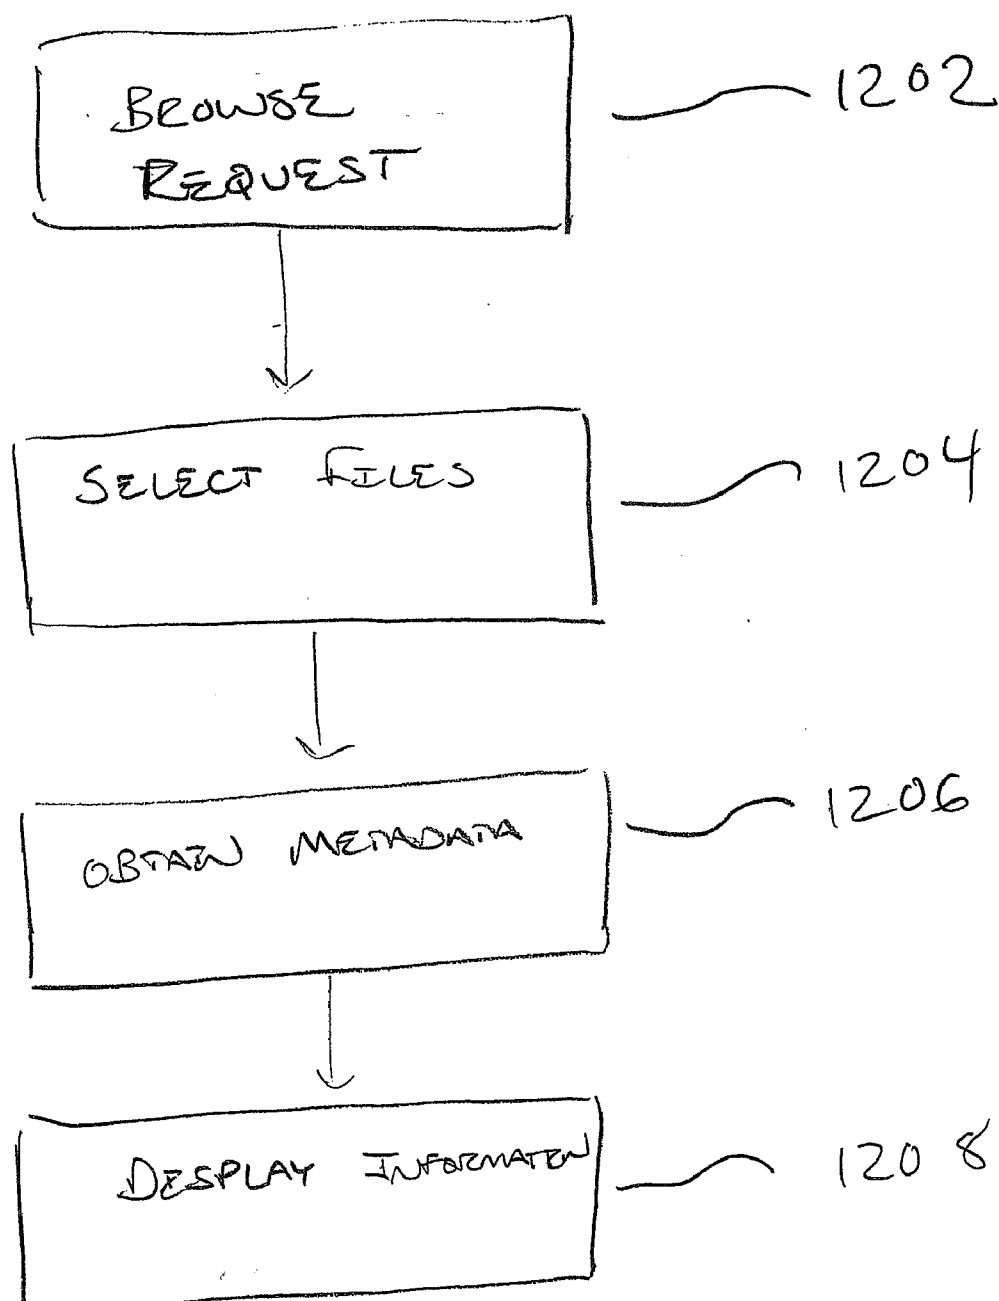 BROWSE
REQUEST
1202
SELECT FILES
1204
OBTAIN METADATA
1206
DISPLAY INFORMATION
1208